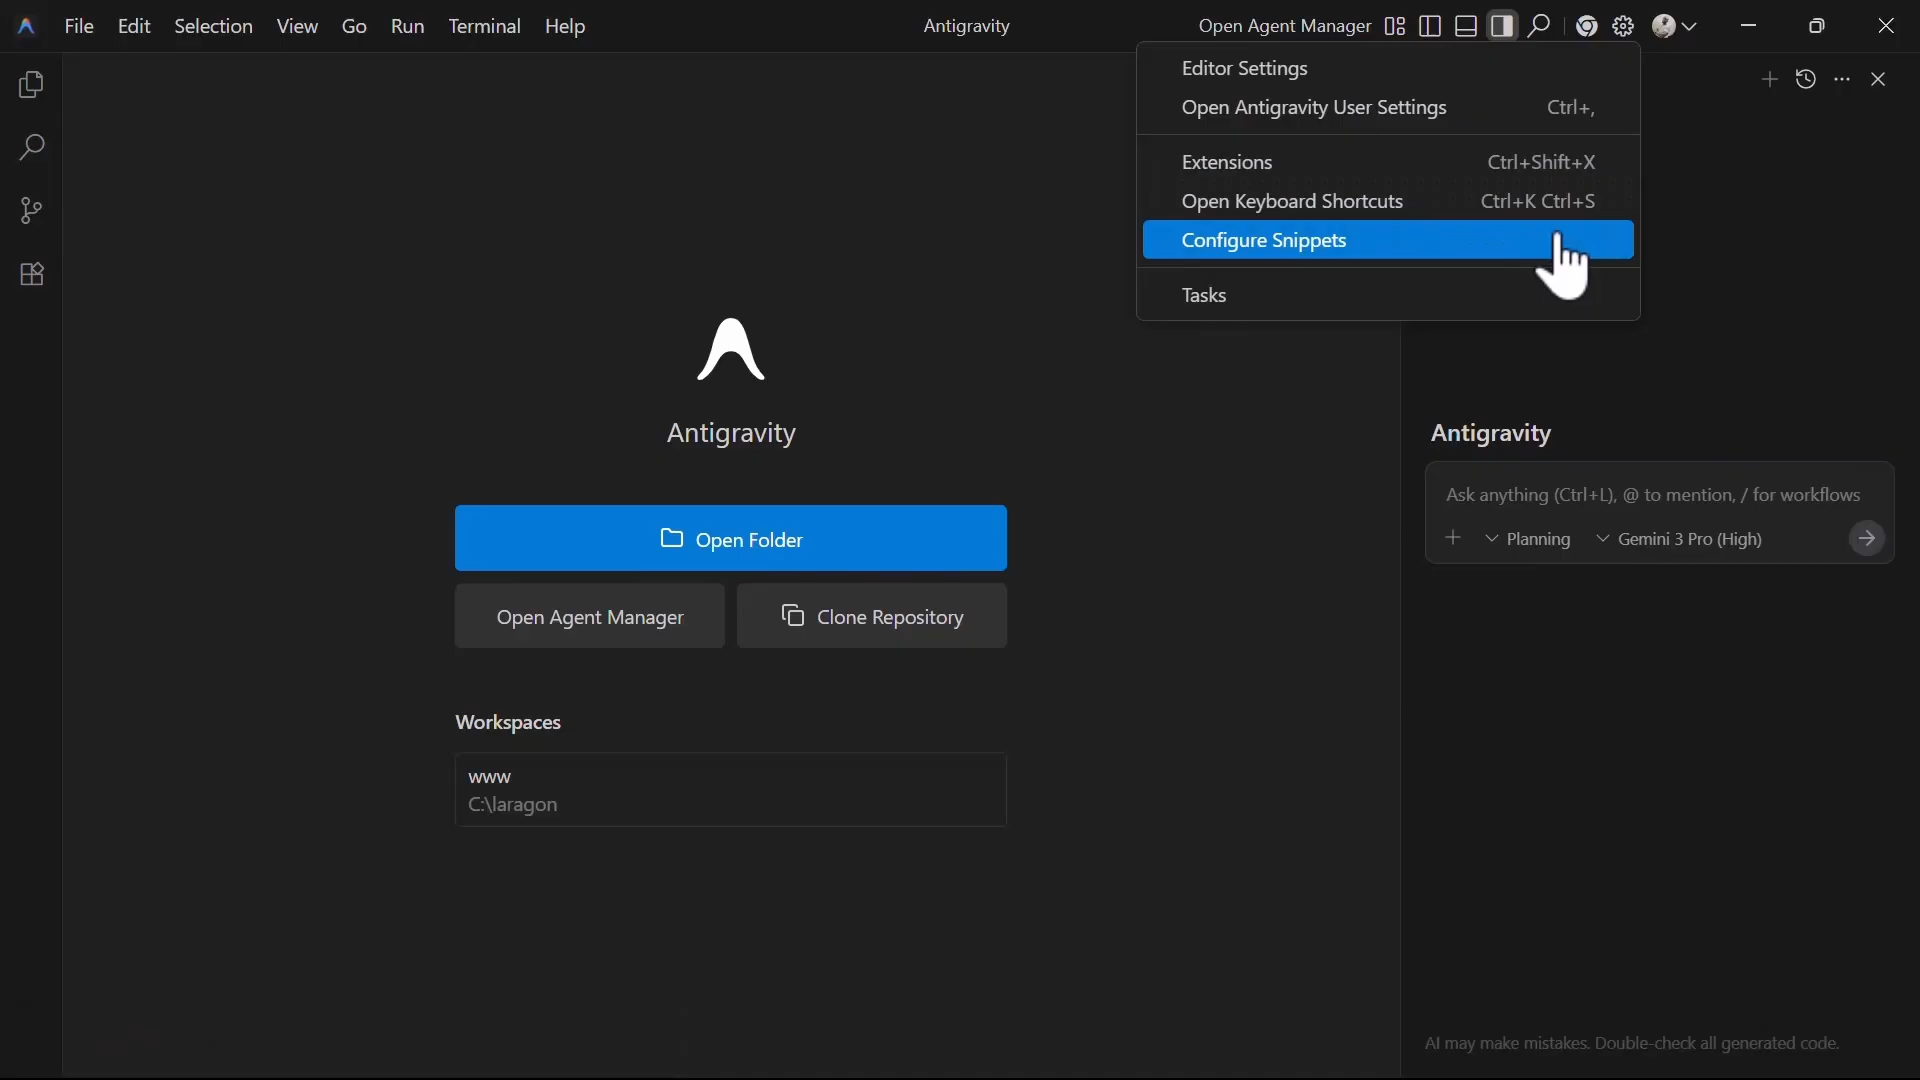 File Edit Selection View Go Run Terminal Help
Antigravity
Open Agent Manager
Editor Settings
Open Antigravity User Settings Ctrl+,
Extensions Ctrl+Shift+X
Open Keyboard Shortcuts Ctrl+K Ctrl+S
Configure Snippets
Tasks
Antigravity
Open Folder
Open Agent Manager
Clone Repository
Workspaces
www
C:\laragon
Antigravity
Ask anything (Ctrl+L), @ to mention, / for workflows
Planning Gemini 3 Pro (High)
AI may make mistakes. Double-check all generated code.